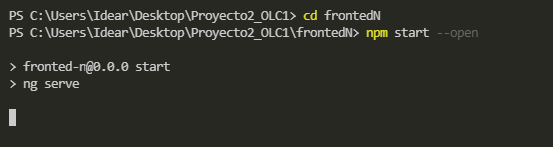 PS C:\Users\Idear\Desktop\Proyecto2_OLC1> cd frontedN
PS C:\Users\Idear\Desktop\Proyecto2_OLC1\frontedN> npm start --open
> fronted-n@0.0.0 start
> ng serve